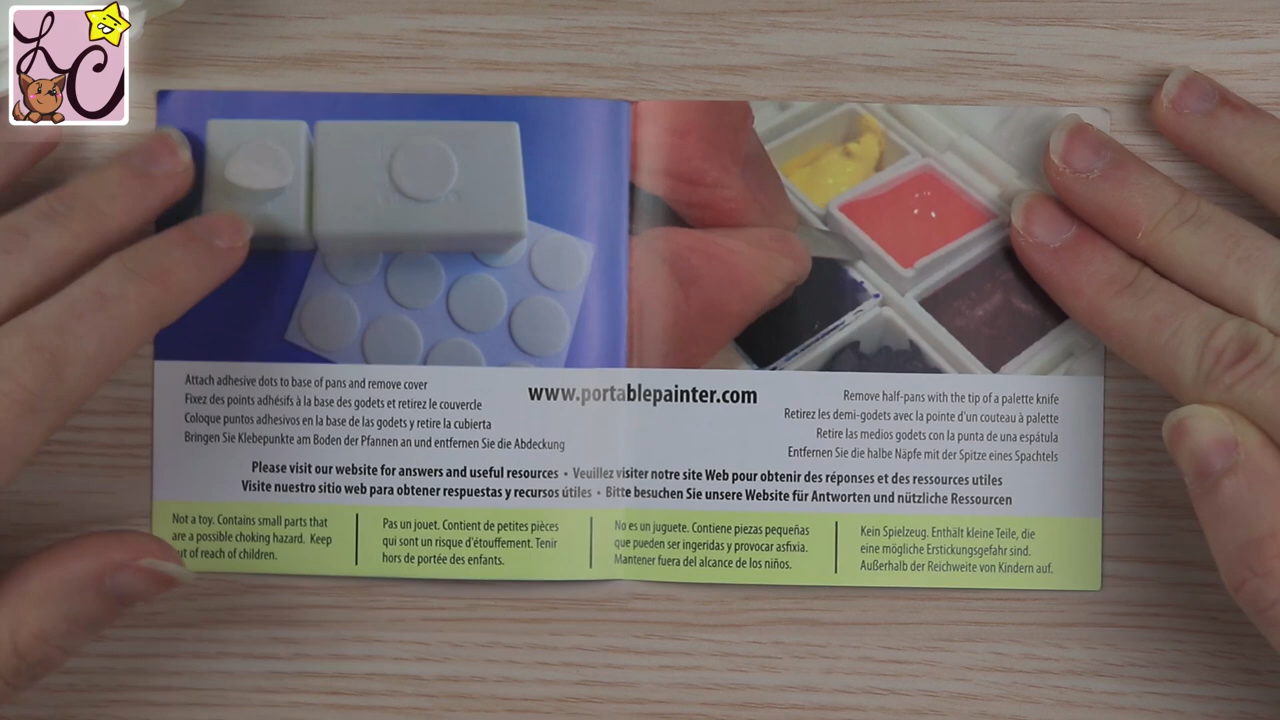 LC
Attach adhesive dots to base of pans and remove cover
Fixez des points adhésifs à la base des godets et retirez le couvercle
Coloque puntos adhesivos en la base de las godets y retire la cubierta
Bringen Sie Klebepunkte am Boden der Pfannen an und entfernen Sie die Abdeckung
www.portablepainter.com
Remove half-pans with the tip of a palette knife
Retirez les demi-godets avec la pointe d'un couteau à palette
Retire las medios godets con la punta de una espátula
Entfernen Sie die halbe Näpfe mit der Spitze eines Spachtels
Please visit our website for answers and useful resources • Veuillez visiter notre site Web pour obtenir des réponses et des ressources utiles
Visite nuestro sitio web para obtener respuestas y recursos útiles • Bitte besuchen Sie unsere Website für Antworten und nützliche Ressourcen
Not a toy. Contains small parts that
are a possible choking hazard. Keep
out of reach of children.
Pas un jouet. Contient de petites pièces
qui sont un risque d'étouffement. Tenir
hors de portée des enfants.
No es un juguete. Contiene piezas pequeñas
que pueden ser ingeridas y provocar asfixia.
Mantener fuera del alcance de los niños.
Kein Spielzeug. Enthält kleine Teile, die
eine mögliche Erstickungsgefahr sind.
Außerhalb der Reichweite von Kindern auf.